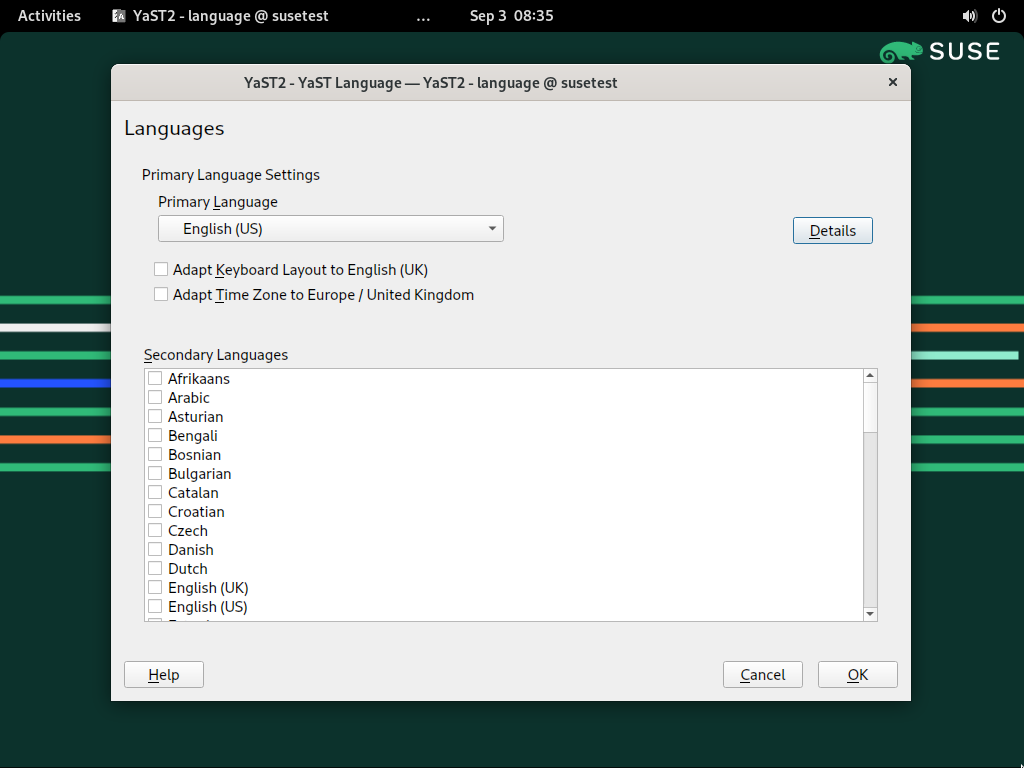 Activities YaST2 - language @ susetest ... Sep 3 08:35
SUSE
YaST2 - YaST Language — YaST2 - language @ susetest
Languages
Primary Language Settings
Primary Language
English (US)
Details
Adapt Keyboard Layout to English (UK)
Adapt Time Zone to Europe / United Kingdom
Secondary Languages
Afrikaans
Arabic
Asturian
Bengali
Bosnian
Bulgarian
Catalan
Croatian
Czech
Danish
Dutch
English (UK)
English (US)
Help Cancel OK